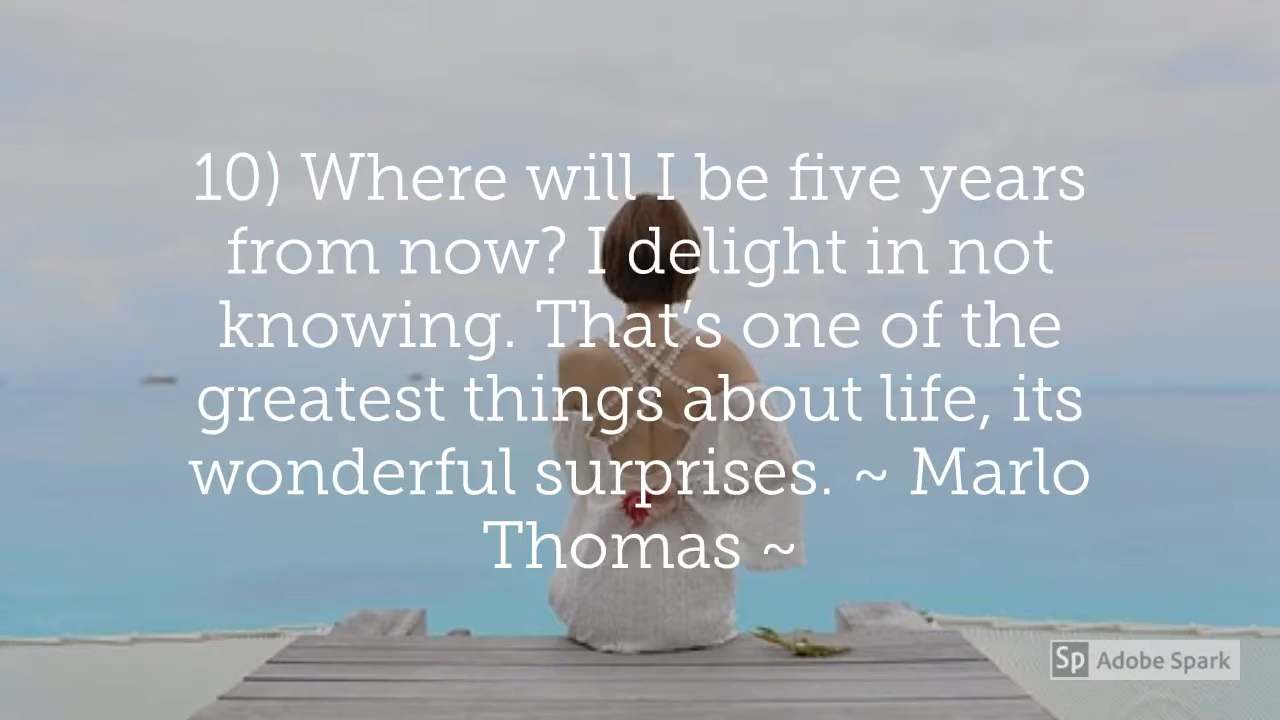 10) Where will I be five years
from now? I delight in not
knowing. That’s one of the
greatest things about life, its
wonderful surprises. ~ Marlo
Thomas ~
Sp Adobe Spark